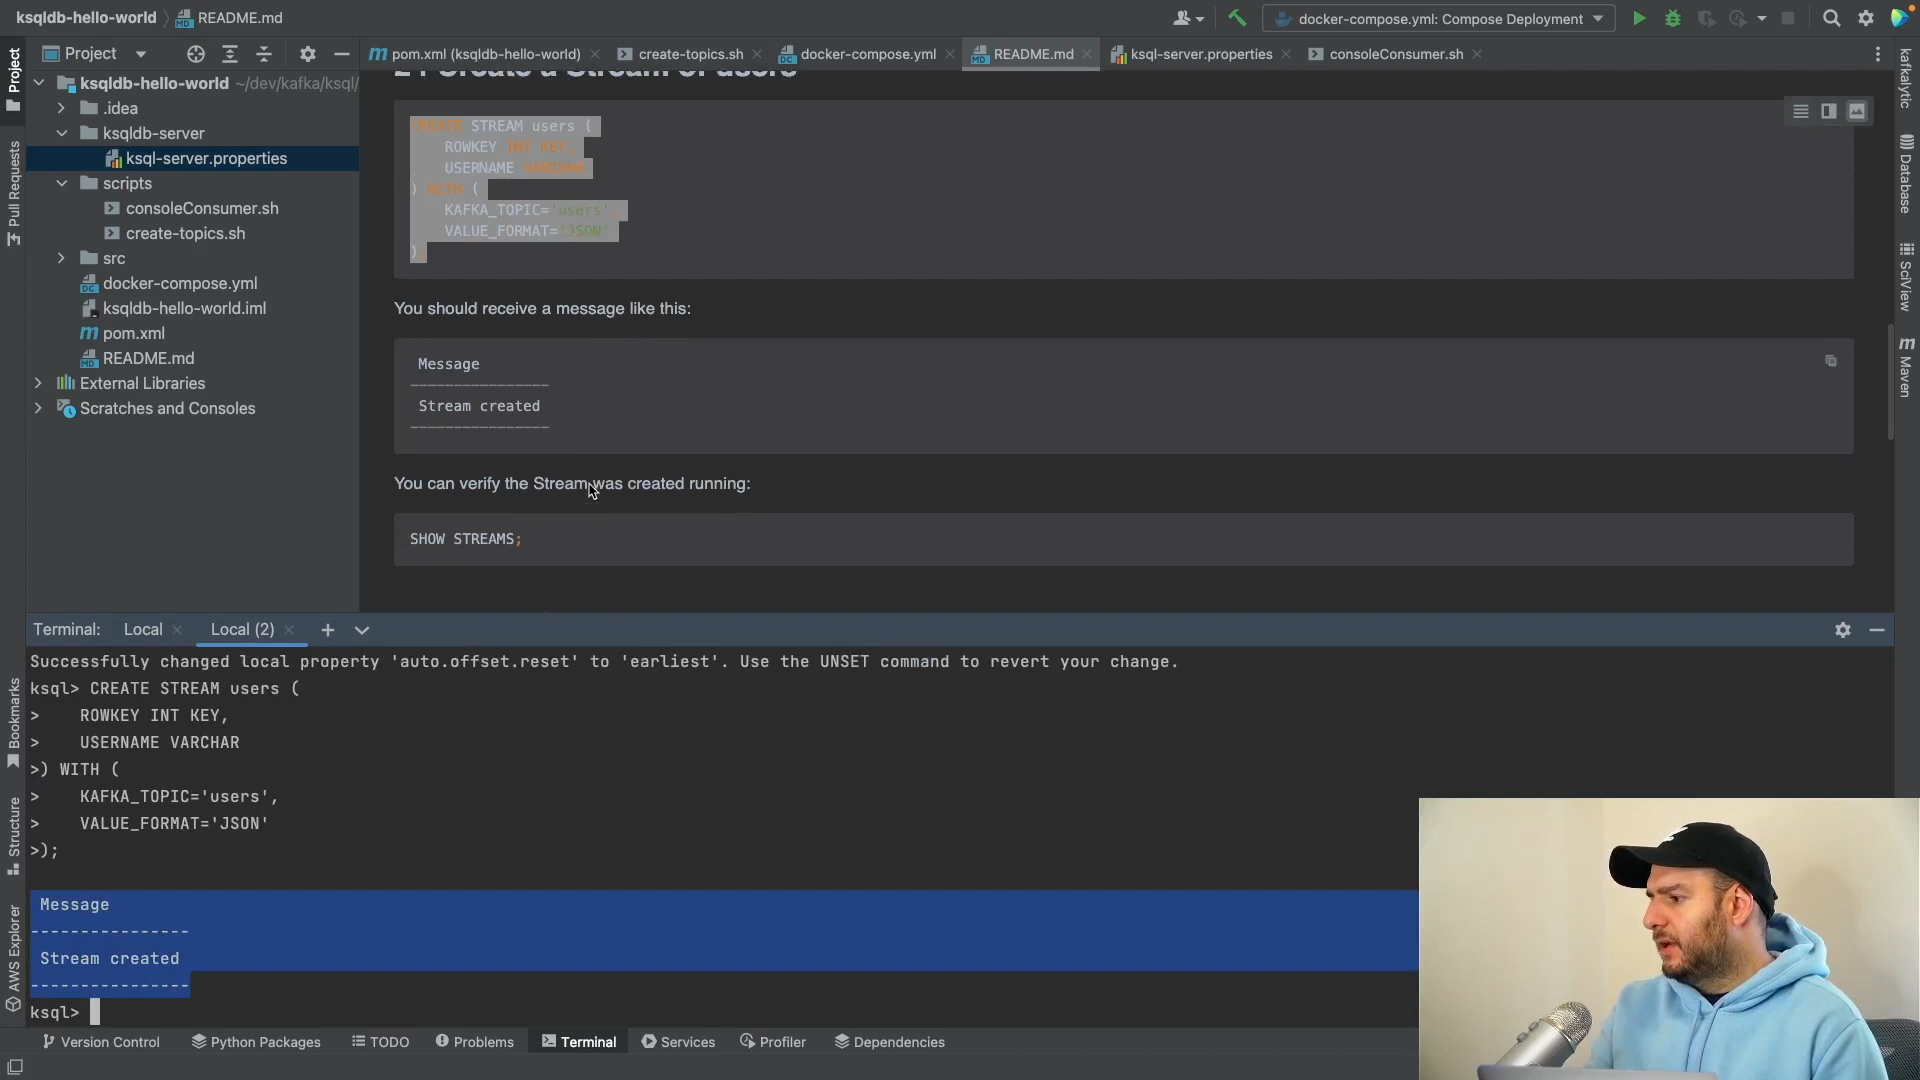 ksqldb-hello-world
README.md
docker-compose.yml: Compose Deployment
Project
pom.xml (ksqldb-hello-world)
create-topics.sh
docker-compose.yml
README.md
ksql-server.properties
consoleConsumer.sh
Project
Pull Requests
Bookmarks
Structure
AWS Explorer
ksqldb-hello-world ~/dev/kafka/ksql/
.idea
ksqldb-server
ksql-server.properties
scripts
consoleConsumer.sh
create-topics.sh
src
docker-compose.yml
ksqldb-hello-world.iml
pom.xml
README.md
External Libraries
Scratches and Consoles
Create a Stream of users
CREATE STREAM users (
ROWKEY INT KEY,
USERNAME VARCHAR
) WITH (
KAFKA_TOPIC='users',
VALUE_FORMAT='JSON'
)
You should receive a message like this:
Message
----------------
Stream created
----------------
You can verify the Stream was created running:
SHOW STREAMS;
kafkalytic
Database
SciView
Maven
Terminal:
Local
Local (2)
Successfully changed local property 'auto.offset.reset' to 'earliest'. Use the UNSET command to revert your change.
ksql> CREATE STREAM users (
>    ROWKEY INT KEY,
>    USERNAME VARCHAR
>) WITH (
>    KAFKA_TOPIC='users',
>    VALUE_FORMAT='JSON'
>);
Message
----------------
Stream created
----------------
ksql>
Version Control
Python Packages
TODO
Problems
Terminal
Services
Profiler
Dependencies